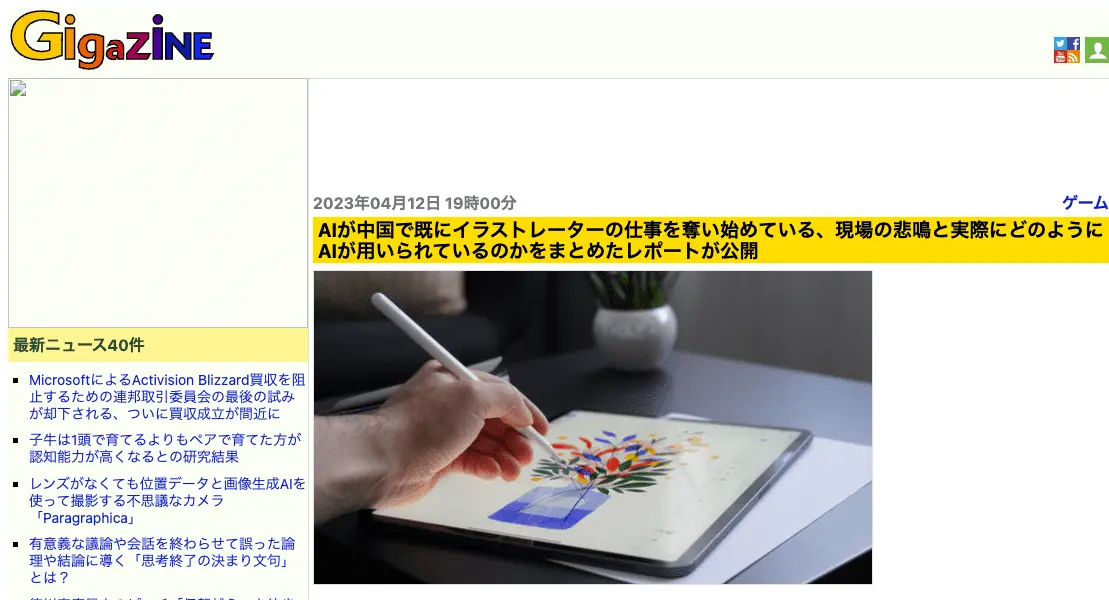 GIGAZINE
2023年04月12日 19時00分
ゲーム
AIが中国で既にイラストレーターの仕事を奪い始めている、現場の悲鳴と実際にどのように
AIが用いられているのかをまとめたレポートが公開
最新ニュース40件
MicrosoftによるActivision Blizzard買収を阻
止するための連邦取引委員会の最後の試み
が却下される、ついに買収成立が間近に
子牛は1頭で育てるよりもペアで育てた方が
認知能力が高くなるとの研究結果
レンズがなくても位置データと画像生成AIを
使って撮影する不思議なカメラ
「Paragraphica」
有意義な議論や会話を終わらせて誤った論
理や結論に導く「思考終了の決まり文句」
とは？